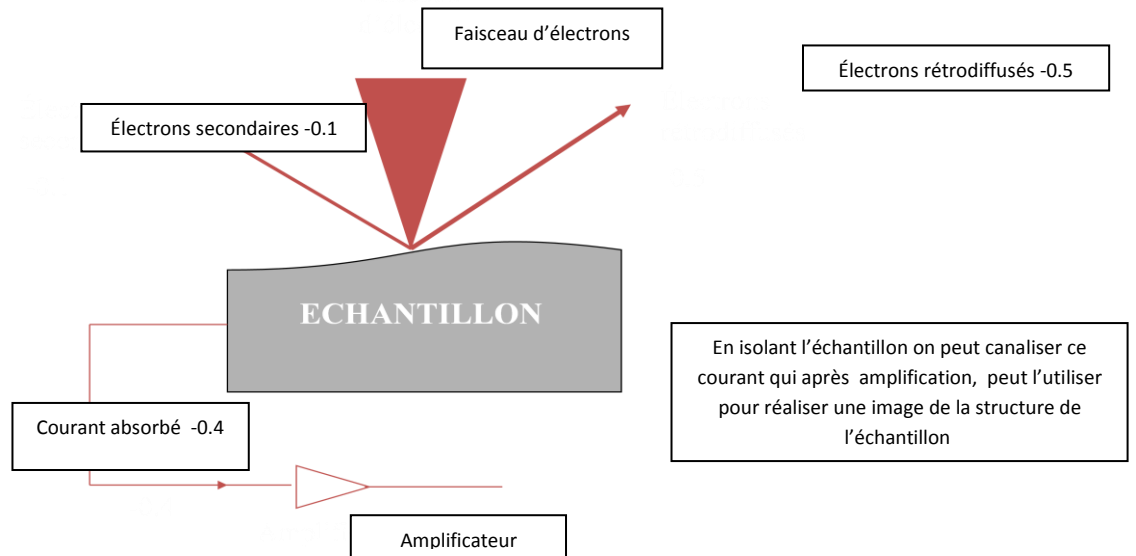 Faisceau d’électrons
Électrons rétrodiffusés -0.5
Électrons secondaires -0.1
ECHANTILLON
En isolant l’échantillon on peut canaliser ce
courant qui après amplification, peut l’utiliser
pour réaliser une image de la structure de
l’échantillon
Courant absorbé -0.4
Amplificateur